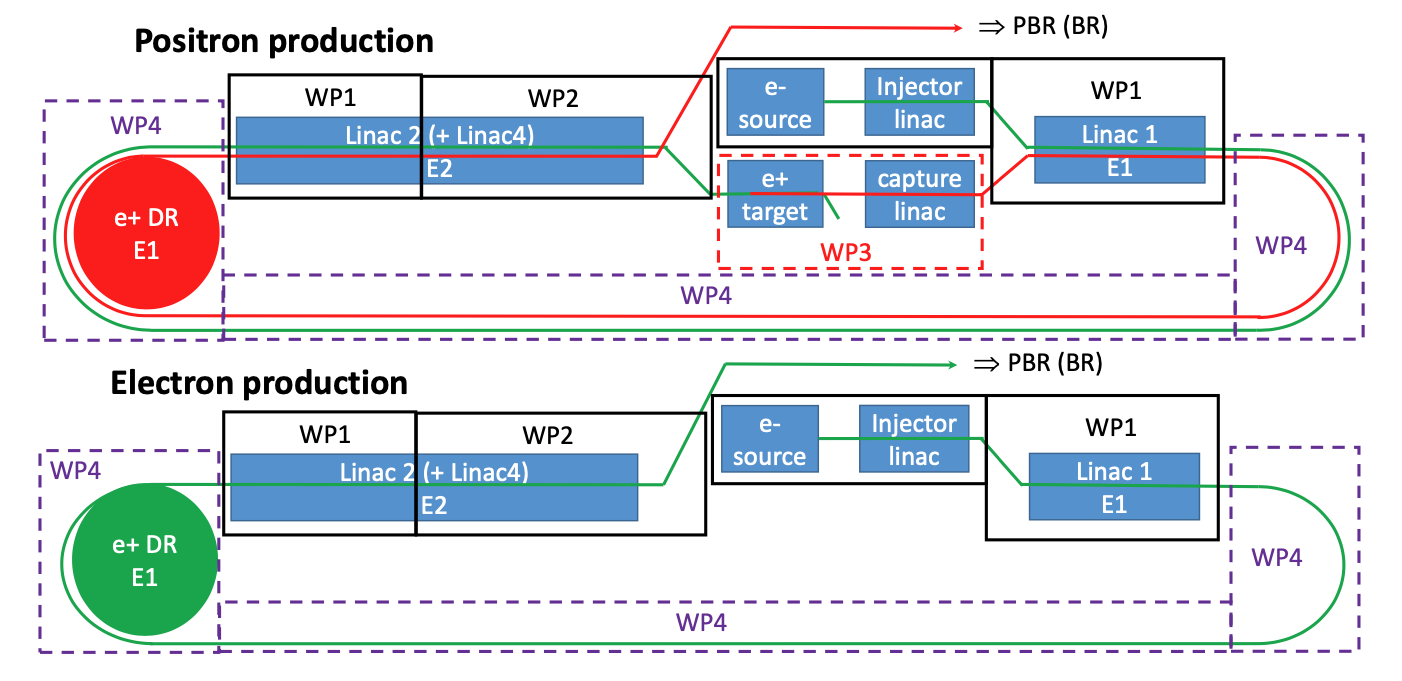 Positron production
⇒ PBR (BR)
WP4
WP1
WP2
Linac 2 (+ Linac4)
E2
e-
source
Injector
linac
WP1
Linac 1
E1
e+ DR
E1
e+
target
capture
linac
WP3
WP4
WP4
Electron production
⇒ PBR (BR)
WP4
WP1
WP2
Linac 2 (+ Linac4)
E2
e-
source
Injector
linac
WP1
Linac 1
E1
e+ DR
E1
WP4
WP4